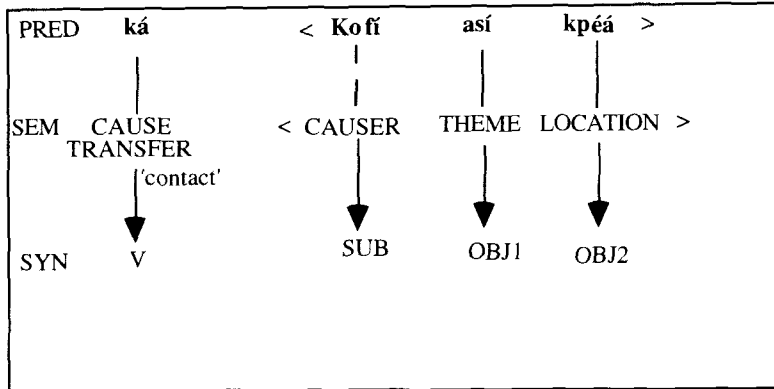 PRED ká < Kofí así kpéá >
SEM CAUSE < CAUSER THEME LOCATION >
TRANSFER
'contact'
SYN V SUB OBJ1 OBJ2